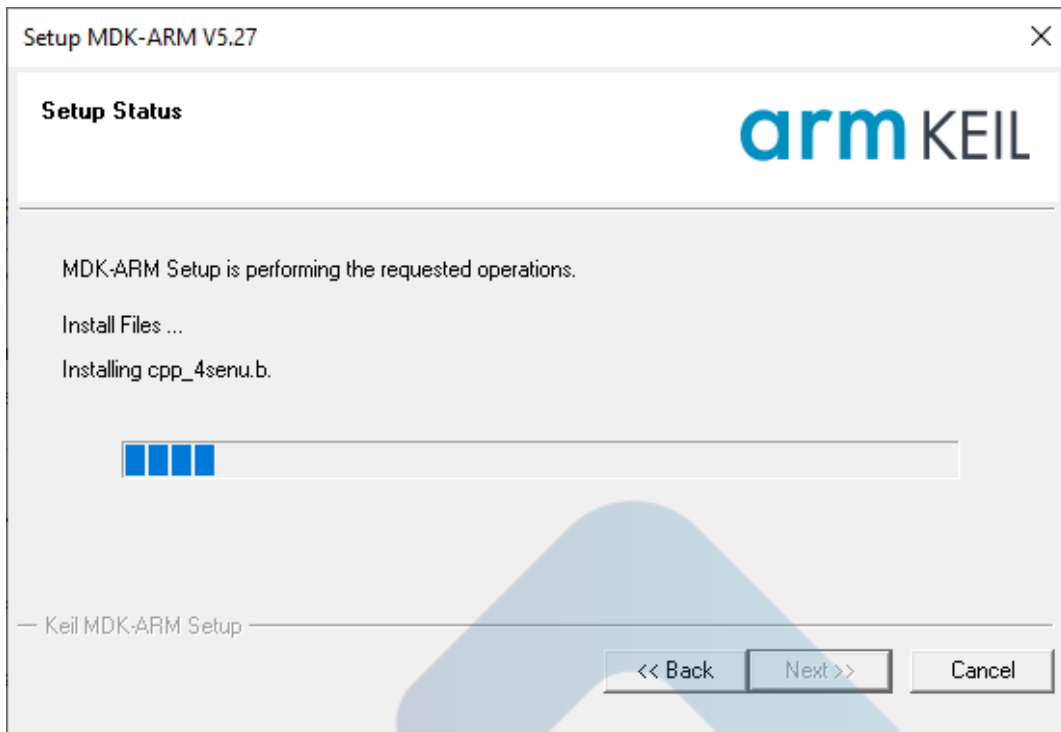 Setup MDK-ARM V5.27
Setup Status
arm KEIL
MDK-ARM Setup is performing the requested operations.
Install Files ...
Installing cpp_4senu.b.
Keil MDK-ARM Setup
<< Back Next >> Cancel